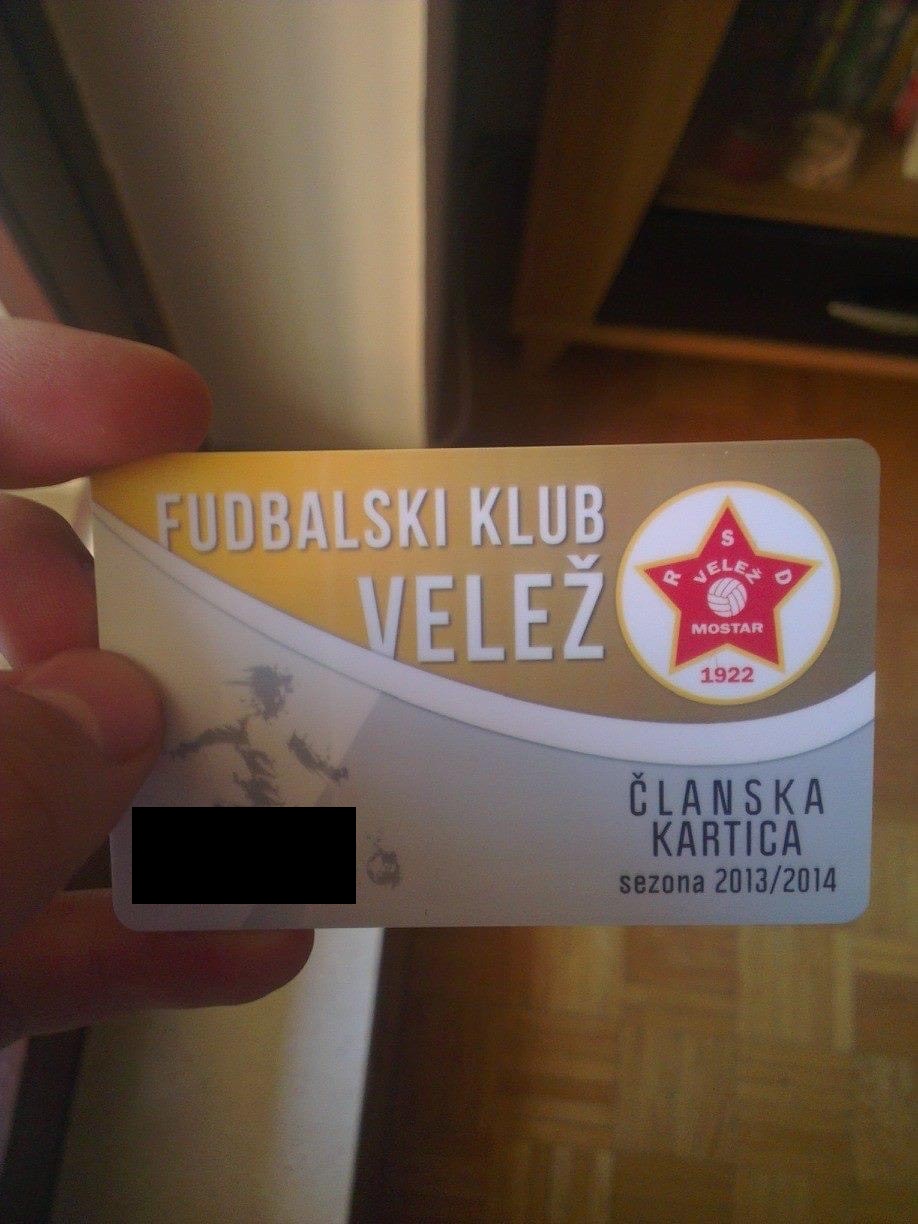 FUDBALSKI KLUB
VELEŽ
R S D
VELEŽ
MOSTAR
1922
ČLANSKA
KARTICA
sezona 2013/2014